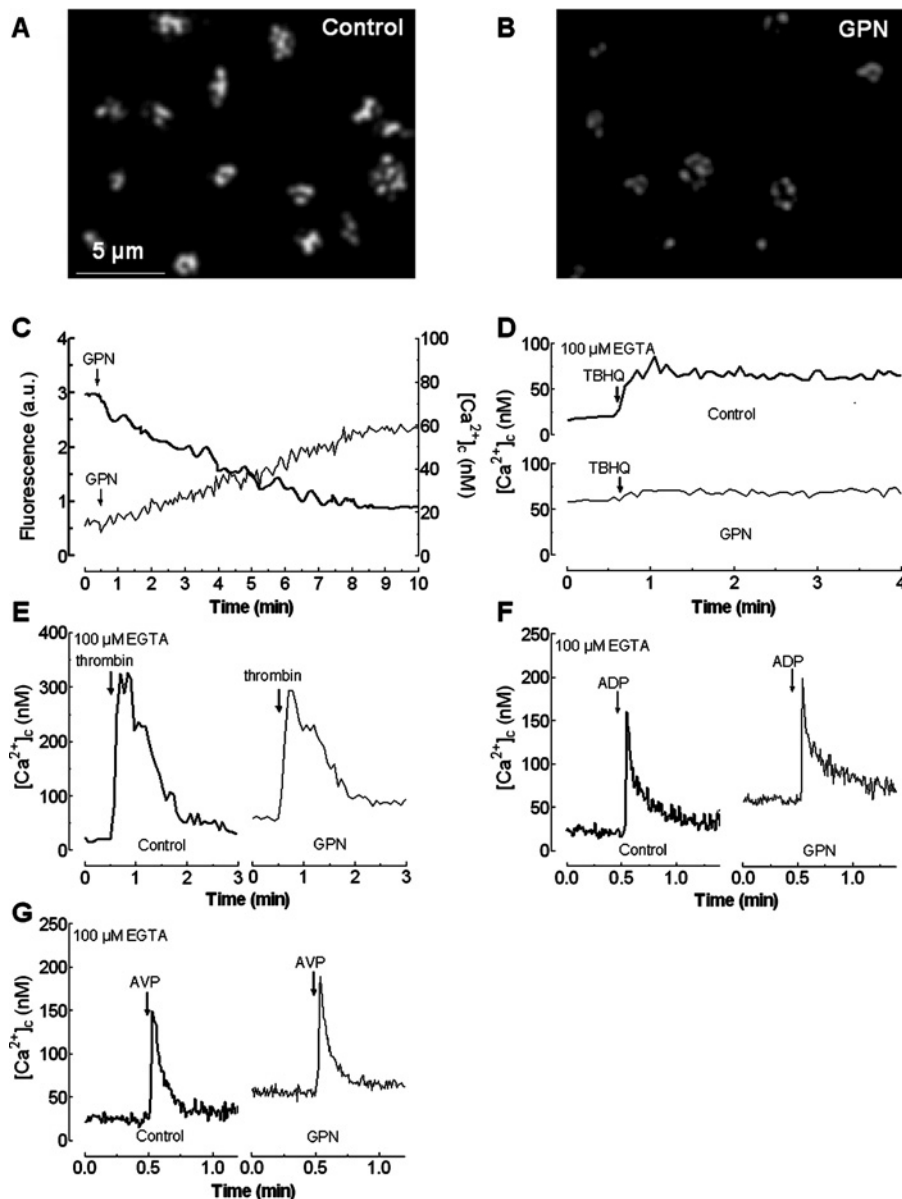 A
Control
5 µm
B
GPN
C
Fluorescence (a.u.)
4
3
2
1
0
GPN
GPN
100
80
60
40
20
0
[Ca2+]c (nM)
0 1 2 3 4 5 6 7 8 9 10
Time (min)
D
[Ca2+]c (nM)
100
50
0
100 µM EGTA
TBHQ
Control
100
50
0
TBHQ
GPN
0 1 2 3 4
Time (min)
E
[Ca2+]c (nM)
400
300
200
100
0
100 µM EGTA
thrombin
Control
thrombin
GPN
0 1 2 3 0 1 2 3
Time (min)
F
[Ca2+]c (nM)
250
200
150
100
50
0
100 µM EGTA
ADP
Control
ADP
GPN
0.0 0.5 1.0 0.0 0.5 1.0
Time (min)
G
[Ca2+]c (nM)
250
200
150
100
50
0
100 µM EGTA
AVP
Control
AVP
GPN
0.0 0.5 1.0 0.0 0.5 1.0
Time (min)